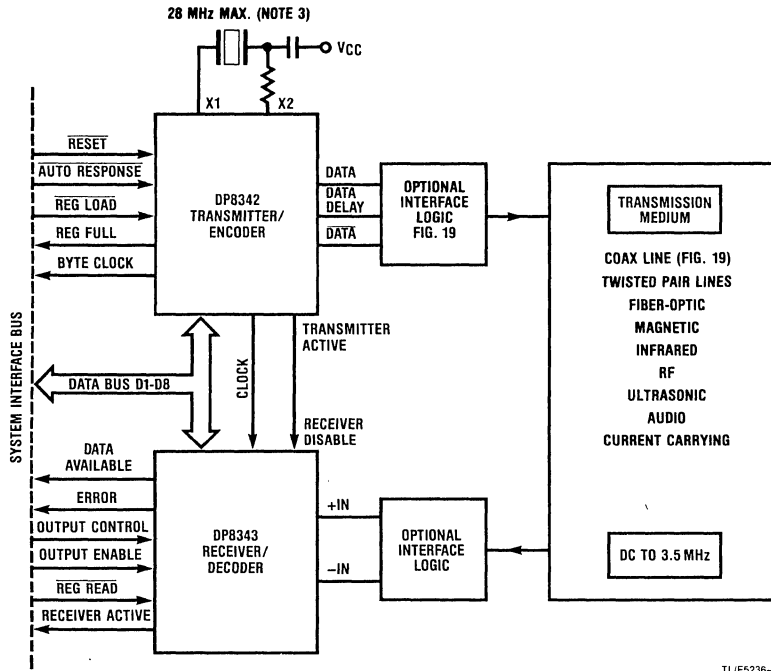 28 MHz MAX. (NOTE 3)
VCC
X1
X2
RESET
AUTO RESPONSE
REG LOAD
REG FULL
BYTE CLOCK
DP8342
TRANSMITTER/
ENCODER
DATA
DATA
DELAY
DATA
OPTIONAL
INTERFACE
LOGIC
FIG. 19
TRANSMISSION
MEDIUM
COAX LINE (FIG. 19)
TWISTED PAIR LINES
FIBER-OPTIC
MAGNETIC
INFRARED
RF
ULTRASONIC
AUDIO
CURRENT CARRYING
DC TO 3.5 MHz
SYSTEM INTERFACE BUS
DATA BUS D1-D8
CLOCK
TRANSMITTER
ACTIVE
RECEIVER
DISABLE
DATA
AVAILABLE
ERROR
OUTPUT CONTROL
OUTPUT ENABLE
REG READ
RECEIVER ACTIVE
DP8343
RECEIVER/
DECODER
+IN
−IN
OPTIONAL
INTERFACE
LOGIC